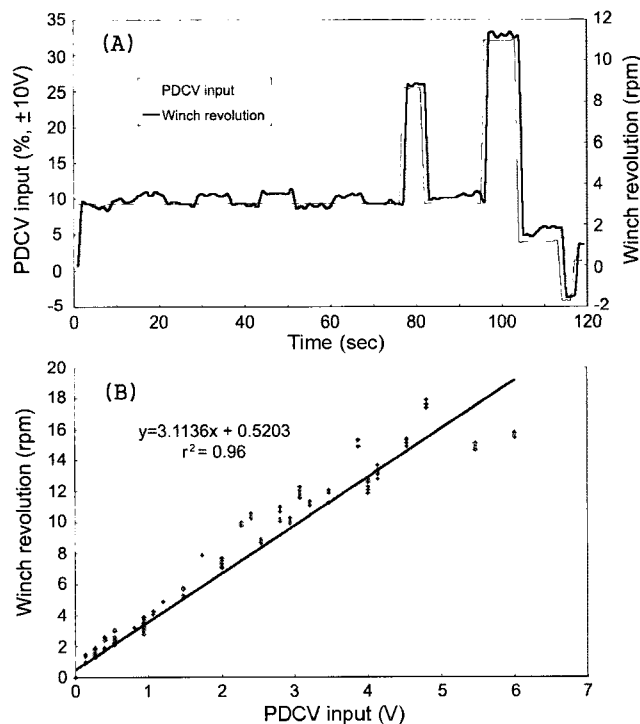 (A)
35
30
25
20
15
10
5
0
-5
PDCV input (%, ±10V)
PDCV input
Winch revolution
12
10
8
6
4
2
0
-2
Winch revolution (rpm)
0 20 40 60 80 100 120
Time (sec)
(B)
20
18
16
14
12
10
8
6
4
2
0
Winch revolution (rpm)
y=3.1136x + 0.5203
r² = 0.96
0 1 2 3 4 5 6 7
PDCV input (V)